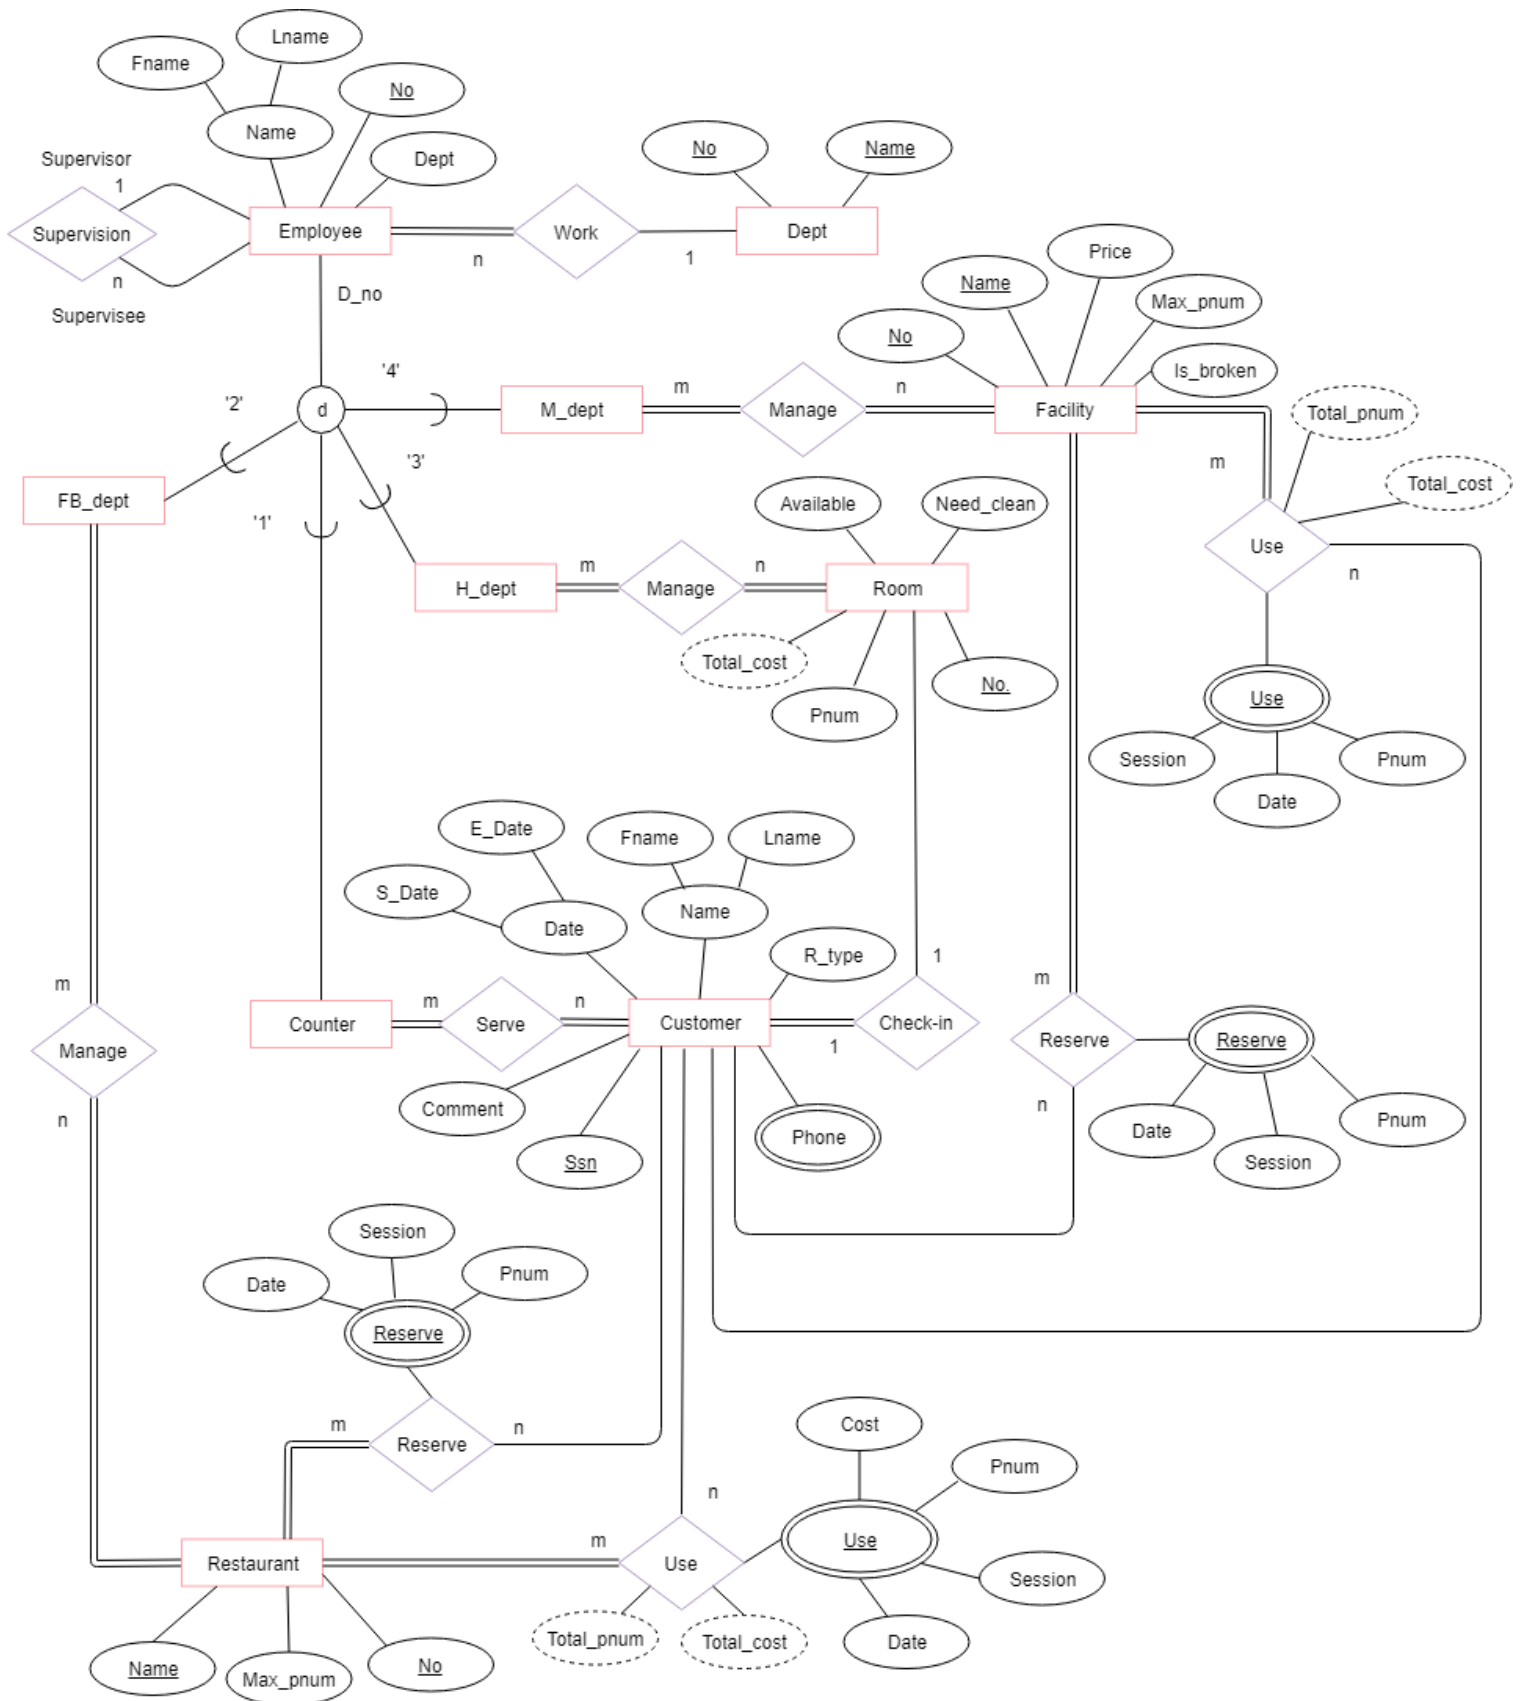 Lname
Fname
No
Name
Dept
No
Name
Supervisor
1
Supervision
Employee
Work
Dept
n
1
n
Supervisee
D_no
Price
Name
Max_pnum
No
Is_broken
'4'
'2'
d
M_dept
m
Manage
n
Facility
Total_pnum
'3'
m
Total_cost
FB_dept
'1'
Available
Need_clean
Use
n
H_dept
m
Manage
n
Room
Total_cost
No.
Pnum
Use
Session
Pnum
Date
E_Date
Fname
Lname
S_Date
Date
Name
R_type
1
m
m
Counter
m
Serve
n
Customer
1
Check-in
Manage
Reserve
Reserve
n
Comment
Phone
n
Date
Pnum
Ssn
Session
Session
Date
Pnum
Reserve
m
Reserve
n
Cost
Pnum
n
Restaurant
m
Use
Use
Session
Total_pnum
Total_cost
Date
Name
Max_pnum
No